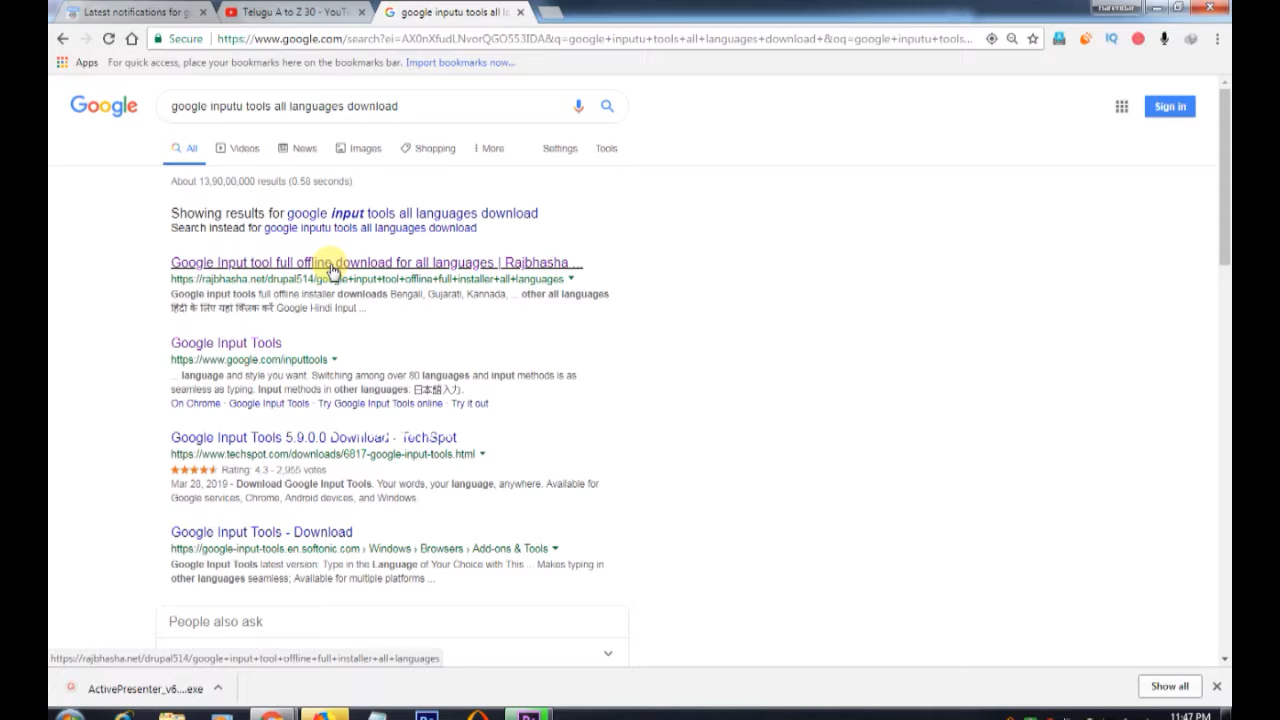 Latest notifications for g
Telugu A to Z 30 - YouT
google inputu tools all la
narendar
Secure
https://www.google.com/search?ei=AX0nXfudLNvorQGO553IDA&q=google+inputu+tools+all+languages+download+&oq=google+inputu+tools...
Apps
For quick access, place your bookmarks here on the bookmarks bar. Import bookmarks now...
Google
google inputu tools all languages download
Sign in
All
Videos
News
Images
Shopping
More
Settings
Tools
About 13,90,00,000 results (0.58 seconds)
Showing results for google input tools all languages download
Search instead for google inputu tools all languages download
Google Input tool full offline download for all languages | Rajbhasha ...
https://rajbhasha.net/drupal514/google+input+tool+offline+full+installer+all+languages
Google input tools full offline installer downloads Bengali, Gujarati, Kannada, ... other all languages
हिंदी के लिए यहां क्लिक करें Google Hindi Input ...
Google Input Tools
https://www.google.com/inputtools
... language and style you want. Switching among over 80 languages and input methods is as
seamless as typing. Input methods in other languages: 日本語入力.
On Chrome · Google Input Tools · Try Google Input Tools online · Try it out
Google Input Tools 5.9.0.0 Download - TechSpot
https://www.techspot.com/downloads/6817-google-input-tools.html
Rating: 4.3 - 2,955 votes
Mar 28, 2019 - Download Google Input Tools. Your words, your language, anywhere. Available for
Google services, Chrome, Android devices, and Windows.
Google Input Tools - Download
https://google-input-tools.en.softonic.com › Windows › Browsers › Add-ons & Tools
Google Input Tools latest version: Type in the Language of Your Choice with This ... Makes typing in
other languages seamless; Available for multiple platforms ...
People also ask
https://rajbhasha.net/drupal514/google+input+tool+offline+full+installer+all+languages
ActivePresenter_v6....exe
Show all
11:47 PM